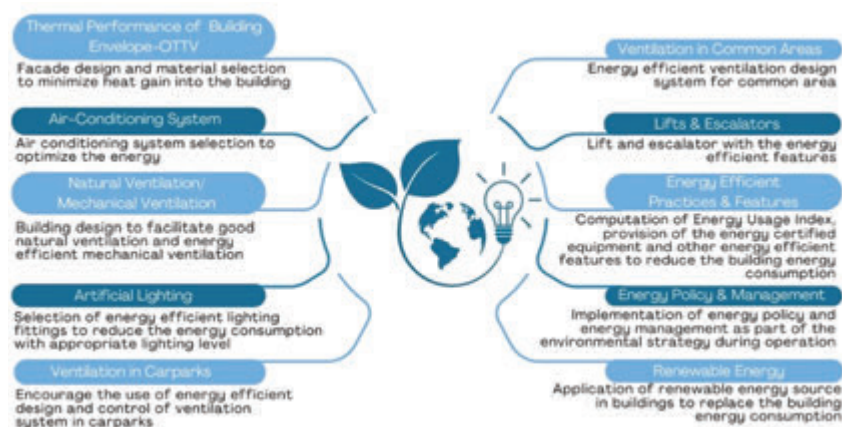 Thermal Performance of Building
Envelope-OTTV
Facade design and material selection
to minimize heat gain into the building
Air-Conditioning System
Air conditioning system selection to
optimize the energy
Natural Ventilation/
Mechanical Ventilation
Building design to facilitate good
natural ventilation and energy
efficient mechanical ventilation
Artificial Lighting
Selection of energy efficient lighting
fittings to reduce the energy consumption
with appropriate lighting level
Ventilation in Carparks
Encourage the use of energy efficient
design and control of ventilation
system in carparks
Ventilation in Common Areas
Energy efficient ventilation design
system for common area
Lifts & Escalators
Lift and escalator with the energy
efficient features
Energy Efficient
Practices & Features
Computation of Energy Usage Index,
provision of the energy certified
equipment and other energy efficient
features to reduce the building energy
consumption
Energy Policy & Management
Implementation of energy policy and
energy management as part of the
environmental strategy during operation
Renewable Energy
Application of renewable energy source
in buildings to replace the building
energy consumption